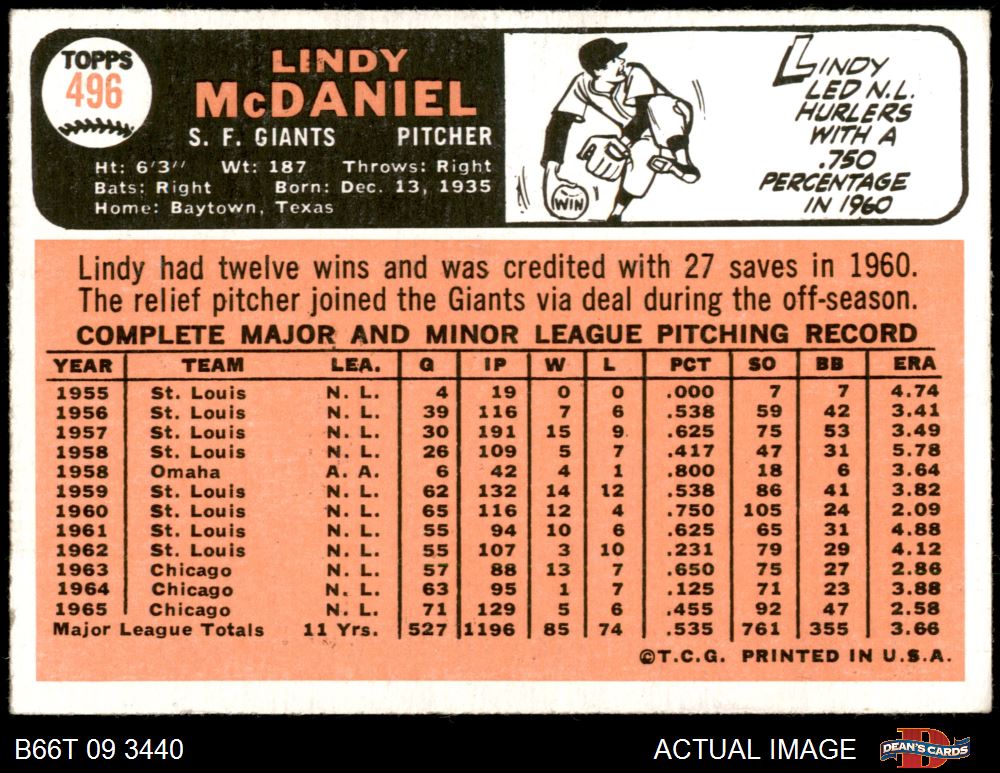 TOPPS
496
LINDY
McDANIEL
S. F. GIANTS PITCHER
Ht: 6'3" Wt: 187 Throws: Right
Bats: Right Born: Dec. 13, 1935
Home: Baytown, Texas
LINDY
LED N.L.
HURLERS
WITH A
.750
PERCENTAGE
IN 1960
WIN
Lindy had twelve wins and was credited with 27 saves in 1960.
The relief pitcher joined the Giants via deal during the off-season.
COMPLETE MAJOR AND MINOR LEAGUE PITCHING RECORD
YEAR TEAM LEA. G IP W L PCT SO BB ERA
1955 St. Louis N. L. 4 19 0 0 .000 7 7 4.74
1956 St. Louis N. L. 39 116 7 6 .538 59 42 3.41
1957 St. Louis N. L. 30 191 15 9 .625 75 53 3.49
1958 St. Louis N. L. 26 109 5 7 .417 47 31 5.78
1958 Omaha A. A. 6 42 4 1 .800 18 6 3.64
1959 St. Louis N. L. 62 132 14 12 .538 86 41 3.82
1960 St. Louis N. L. 65 116 12 4 .750 105 24 2.09
1961 St. Louis N. L. 55 94 10 6 .625 65 31 4.88
1962 St. Louis N. L. 55 107 3 10 .231 79 29 4.12
1963 Chicago N. L. 57 88 13 7 .650 75 27 2.86
1964 Chicago N. L. 63 95 1 7 .125 71 23 3.88
1965 Chicago N. L. 71 129 5 6 .455 92 47 2.58
Major League Totals 11 Yrs. 527 1196 85 74 .535 761 355 3.66
©T.C.G. PRINTED IN U.S.A.
B66T 09 3440 ACTUAL IMAGE DEAN'S CARDS